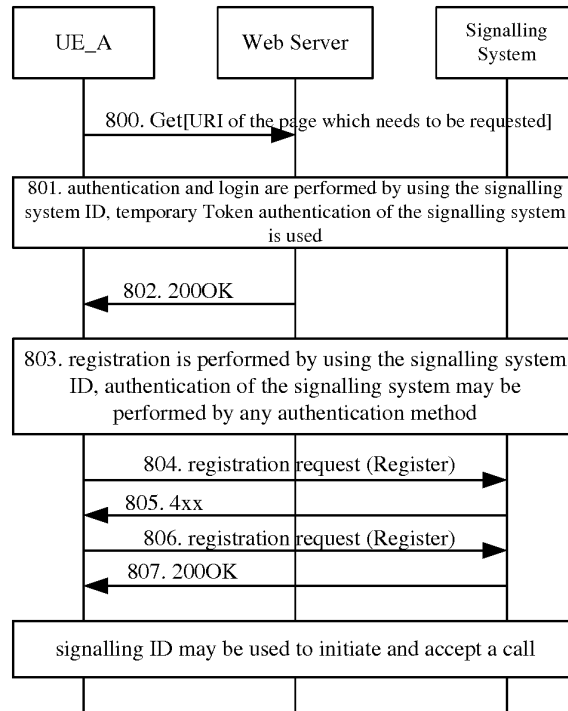 UE_A
Web Server
Signalling
System
800. Get[URI of the page which needs to be requested]
801. authentication and login are performed by using the signalling
system ID, temporary Token authentication of the signalling system
is used
802. 200OK
803. registration is performed by using the signalling system
ID, authentication of the signalling system may be
performed by any authentication method
804. registration request (Register)
805. 4xx
806. registration request (Register)
807. 200OK
signalling ID may be used to initiate and accept a call